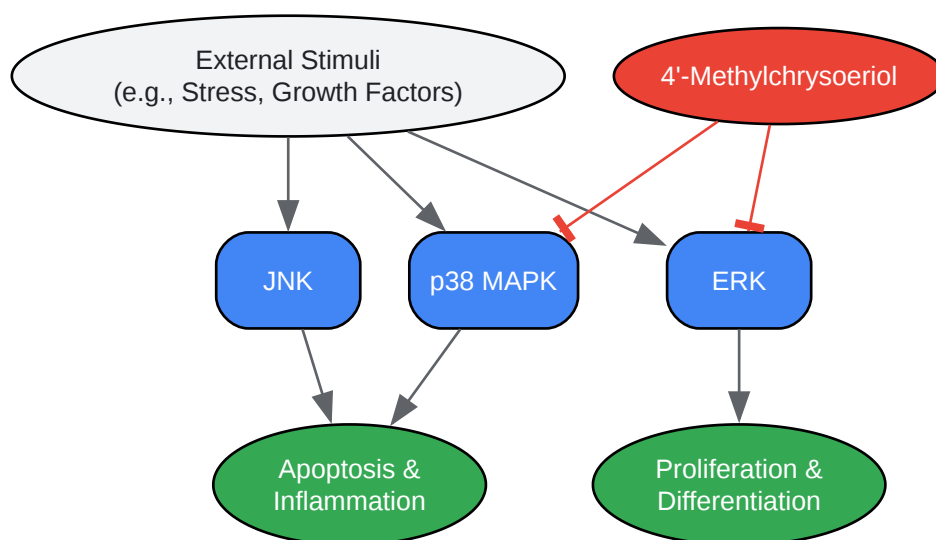 External Stimuli
(e.g., Stress, Growth Factors)
4'-Methylchrysoeriol
JNK
p38 MAPK
ERK
Apoptosis &
Inflammation
Proliferation &
Differentiation